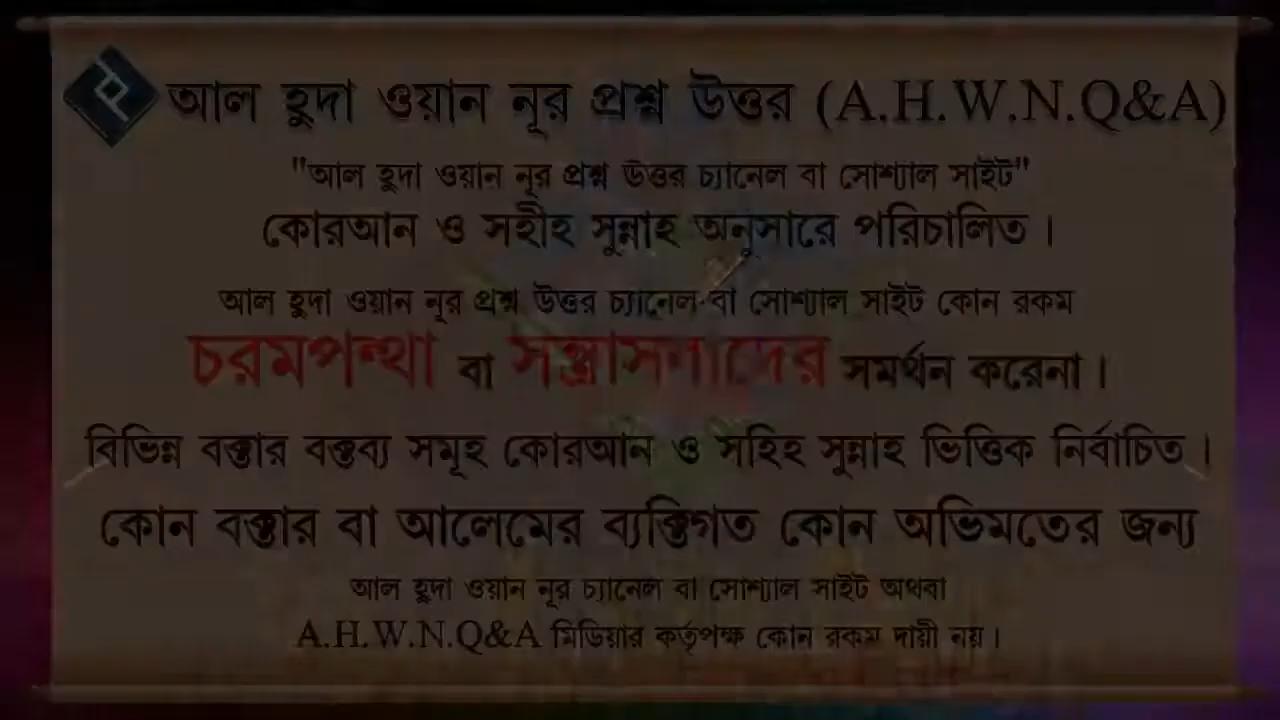 আল হুদা ওয়ান নূর প্রশ্ন উত্তর (A.H.W.N.Q&A)
"আল হুদা ওয়ান নূর প্রশ্ন উত্তর চ্যানেল বা সোশ্যাল সাইট"
কোরআন ও সহীহ সুন্নাহ অনুসারে পরিচালিত।
আল হুদা ওয়ান নূর প্রশ্ন উত্তর চ্যানেল বা সোশ্যাল সাইট কোন রকম
চরমপন্থা বা সন্ত্রাসবাদের সমর্থন করেনা।
বিভিন্ন বক্তার বক্তব্য সমূহ কোরআন ও সহিহ সুন্নাহ ভিত্তিক নির্বাচিত।
কোন বক্তার বা আলেমের ব্যক্তিগত কোন অভিমতের জন্য
আল হুদা ওয়ান নূর চ্যানেল বা সোশ্যাল সাইট অথবা
A.H.W.N.Q&A মিডিয়ার কর্তৃপক্ষ কোন রকম দায়ী নয়।